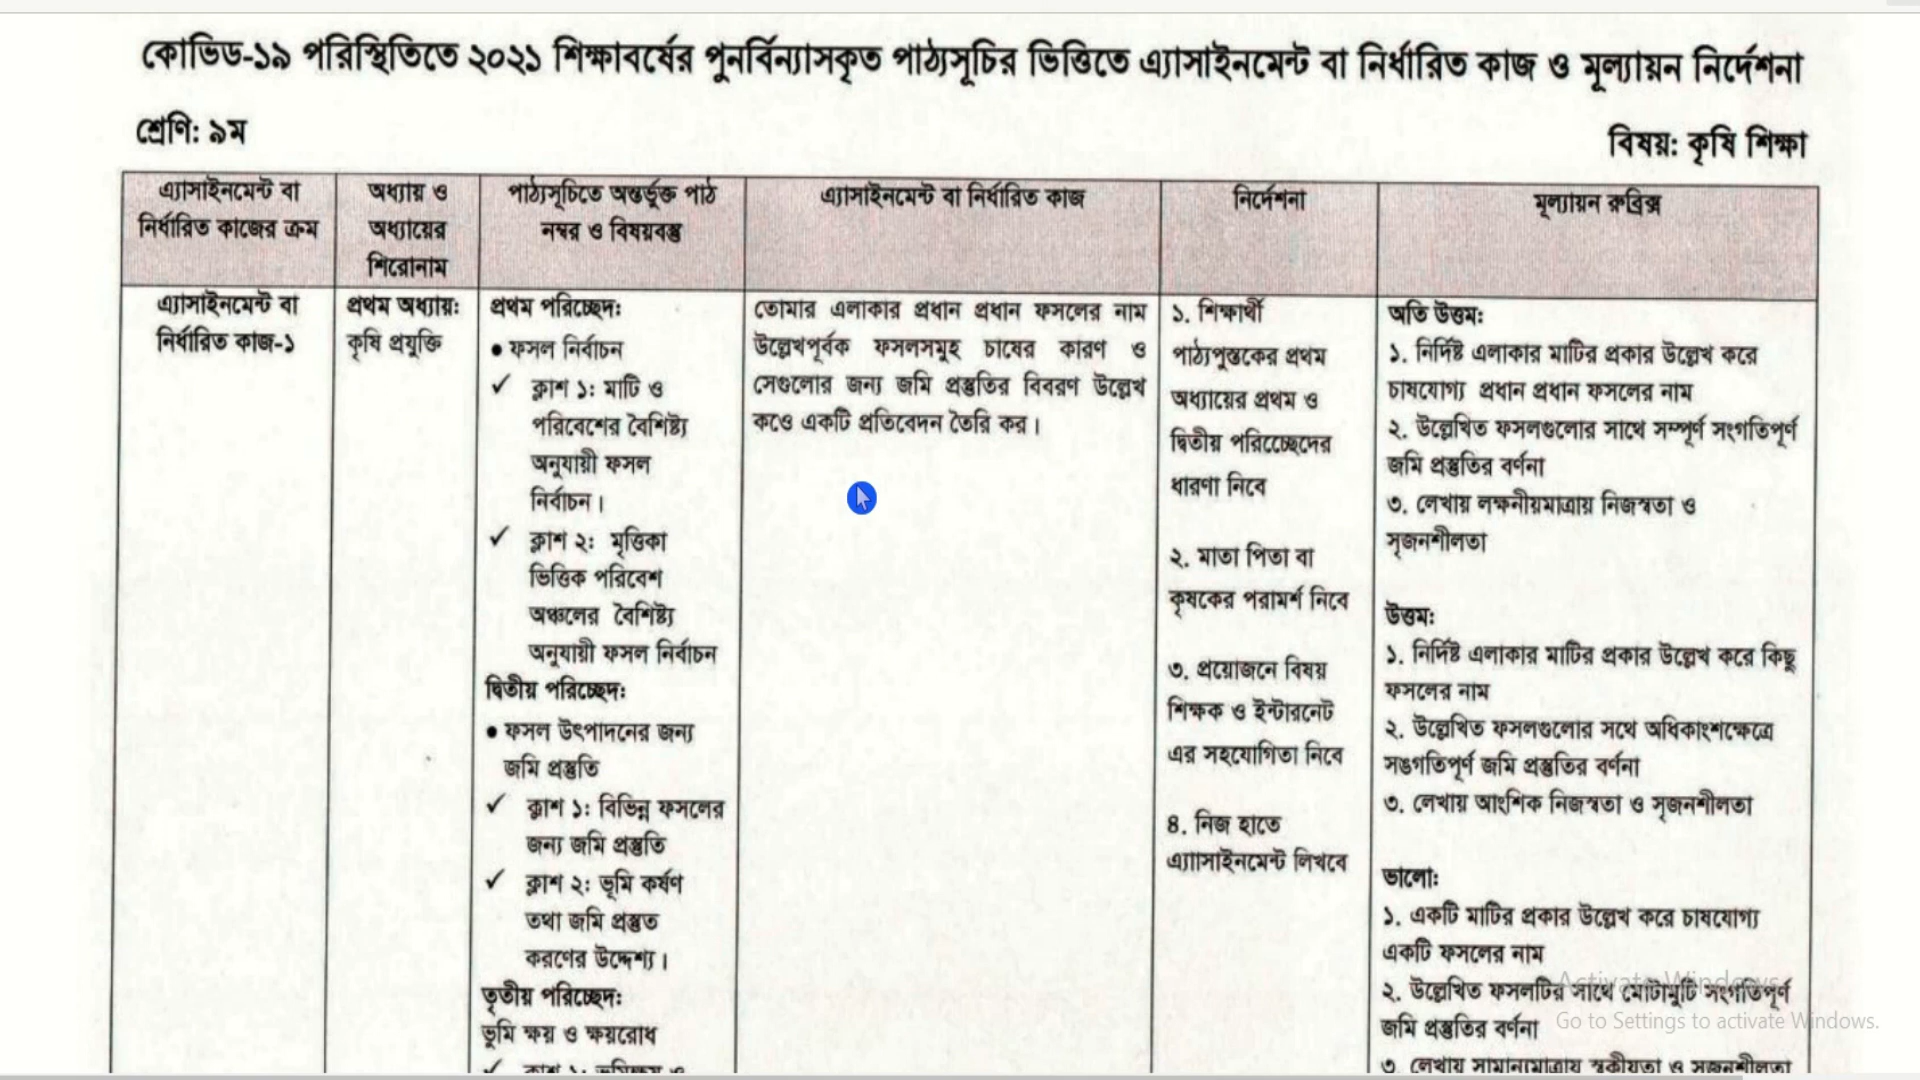 কোভিড-১৯ পরিস্থিতিতে ২০২১ শিক্ষাবর্ষের পুনর্বিন্যাসকৃত পাঠ্যসূচির ভিত্তিতে এ্যাসাইনমেন্ট বা নির্ধারিত কাজ ও মূল্যায়ন নির্দেশনা
শ্রেণি: ৯ম
বিষয়: কৃষি শিক্ষা
এ্যাসাইনমেন্ট বা
নির্ধারিত কাজের ক্রম
অধ্যায় ও
অধ্যায়ের
শিরোনাম
পাঠ্যসূচিতে অন্তর্ভুক্ত পাঠ
নম্বর ও বিষয়বস্তু
এ্যাসাইনমেন্ট বা নির্ধারিত কাজ
নির্দেশনা
মূল্যায়ন রুব্রিক্স
এ্যাসাইনমেন্ট বা
নির্ধারিত কাজ-১
প্রথম অধ্যায়:
কৃষি প্রযুক্তি
প্রথম পরিচ্ছেদ:
• ফসল নির্বাচন
✓ ক্লাশ ১: মাটি ও
পরিবেশের বৈশিষ্ট্য
অনুযায়ী ফসল
নির্বাচন।
✓ ক্লাশ ২: মৃত্তিকা
ভিত্তিক পরিবেশ
অঞ্চলের বৈশিষ্ট্য
অনুযায়ী ফসল নির্বাচন
দ্বিতীয় পরিচ্ছেদ:
• ফসল উৎপাদনের জন্য
জমি প্রস্তুতি
✓ ক্লাশ ১: বিভিন্ন ফসলের
জন্য জমি প্রস্তুতি
✓ ক্লাশ ২: ভূমি কর্ষণ
তথা জমি প্রস্তুত
করণের উদ্দেশ্য।
তৃতীয় পরিচ্ছেদ:
ভূমি ক্ষয় ও ক্ষয়রোধ
✓ ক্লাশ ১: ভূমিক্ষয় ও
তোমার এলাকার প্রধান প্রধান ফসলের নাম
উল্লেখপূর্বক ফসলসমুহ চাষের কারণ ও
সেগুলোর জন্য জমি প্রস্তুতির বিবরণ উল্লেখ
কওে একটি প্রতিবেদন তৈরি কর।
১. শিক্ষার্থী
পাঠ্যপুস্তকের প্রথম
অধ্যায়ের প্রথম ও
দ্বিতীয় পরিচ্ছেেদের
ধারণা নিবে
২. মাতা পিতা বা
কৃষকের পরামর্শ নিবে
৩. প্রয়োজনে বিষয়
শিক্ষক ও ইন্টারনেট
এর সহযোগিতা নিবে
৪. নিজ হাতে
এ্যাাসাইনমেন্ট লিখবে
অতি উত্তম:
১. নির্দিষ্ট এলাকার মাটির প্রকার উল্লেখ করে
চাষযোগ্য প্রধান প্রধান ফসলের নাম
২. উল্লেখিত ফসলগুলোর সাথে সম্পূর্ণ সংগতিপূর্ণ
জমি প্রস্তুতির বর্ণনা
৩. লেখায় লক্ষনীয়মাত্রায় নিজস্বতা ও
সৃজনশীলতা
উত্তম:
১. নির্দিষ্ট এলাকার মাটির প্রকার উল্লেখ করে কিছু
ফসলের নাম
২. উল্লেখিত ফসলগুলোর সথে অধিকাংশক্ষেত্রে
সঙগতিপূর্ণ জমি প্রস্তুতির বর্ণনা
৩. লেখায় আংশিক নিজস্বতা ও সৃজনশীলতা
ভালো:
১. একটি মাটির প্রকার উল্লেখ করে চাষযোগ্য
একটি ফসলের নাম
২. উল্লেখিত ফসলটির সাথে মোটামুটি সংগতিপূর্ণ
জমি প্রস্তুতির বর্ণনা
৩. লেখায় সামান্যমাত্রায় স্বকীয়তা ও সৃজনশীলতা
Activate Windows
Go to Settings to activate Windows.